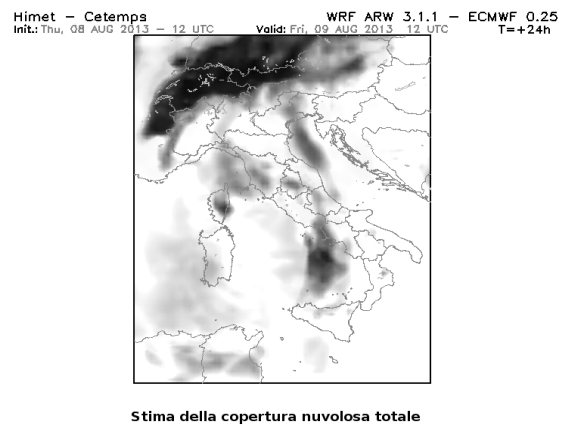 Himet – Cetemps WRF ARW 3.1.1 – ECMWF 0.25
Init.: Thu, 08 AUG 2013 – 12 UTC Valid: Fri, 09 AUG 2013 12 UTC T=+24h
Stima della copertura nuvolosa totale